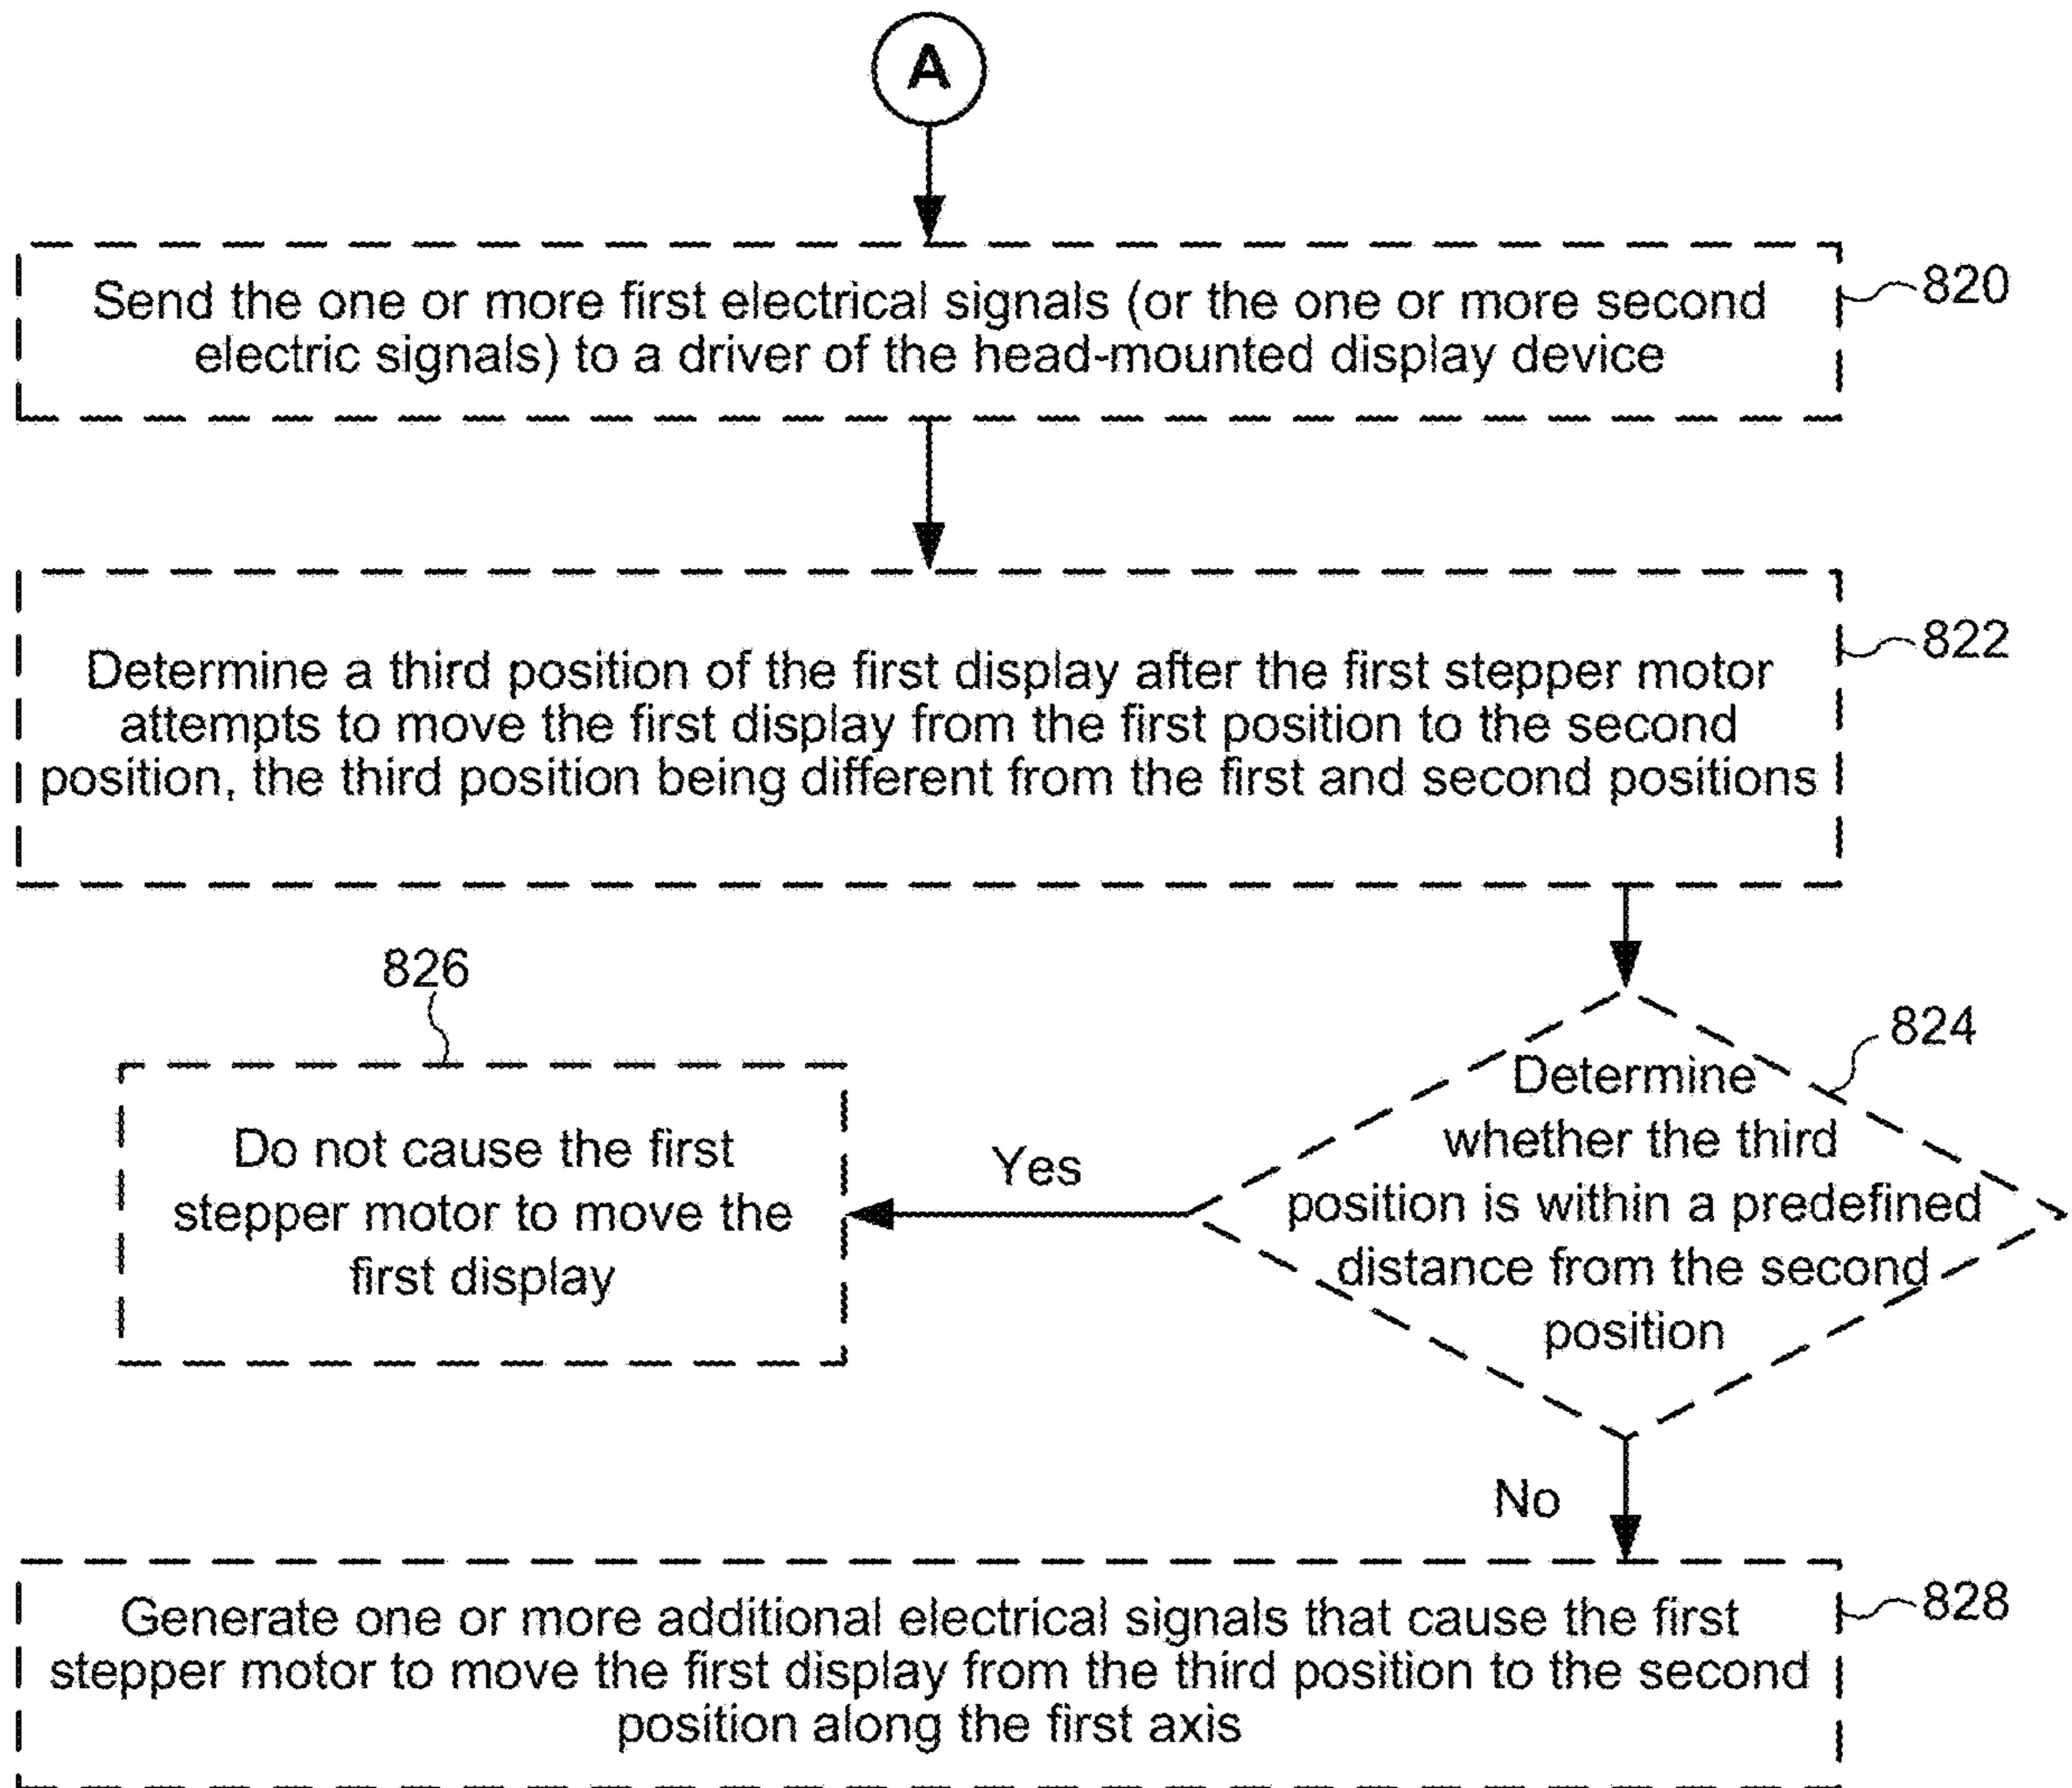 A
Send the one or more first electrical signals (or the one or more second
electric signals) to a driver of the head-mounted display device
820
Determine a third position of the first display after the first stepper motor
attempts to move the first display from the first position to the second
position, the third position being different from the first and second positions
822
826
Do not cause the first
stepper motor to move the
first display
Yes
824
Determine
whether the third
position is within a predefined
distance from the second
position
No
Generate one or more additional electrical signals that cause the first
stepper motor to move the first display from the third position to the second
position along the first axis
828